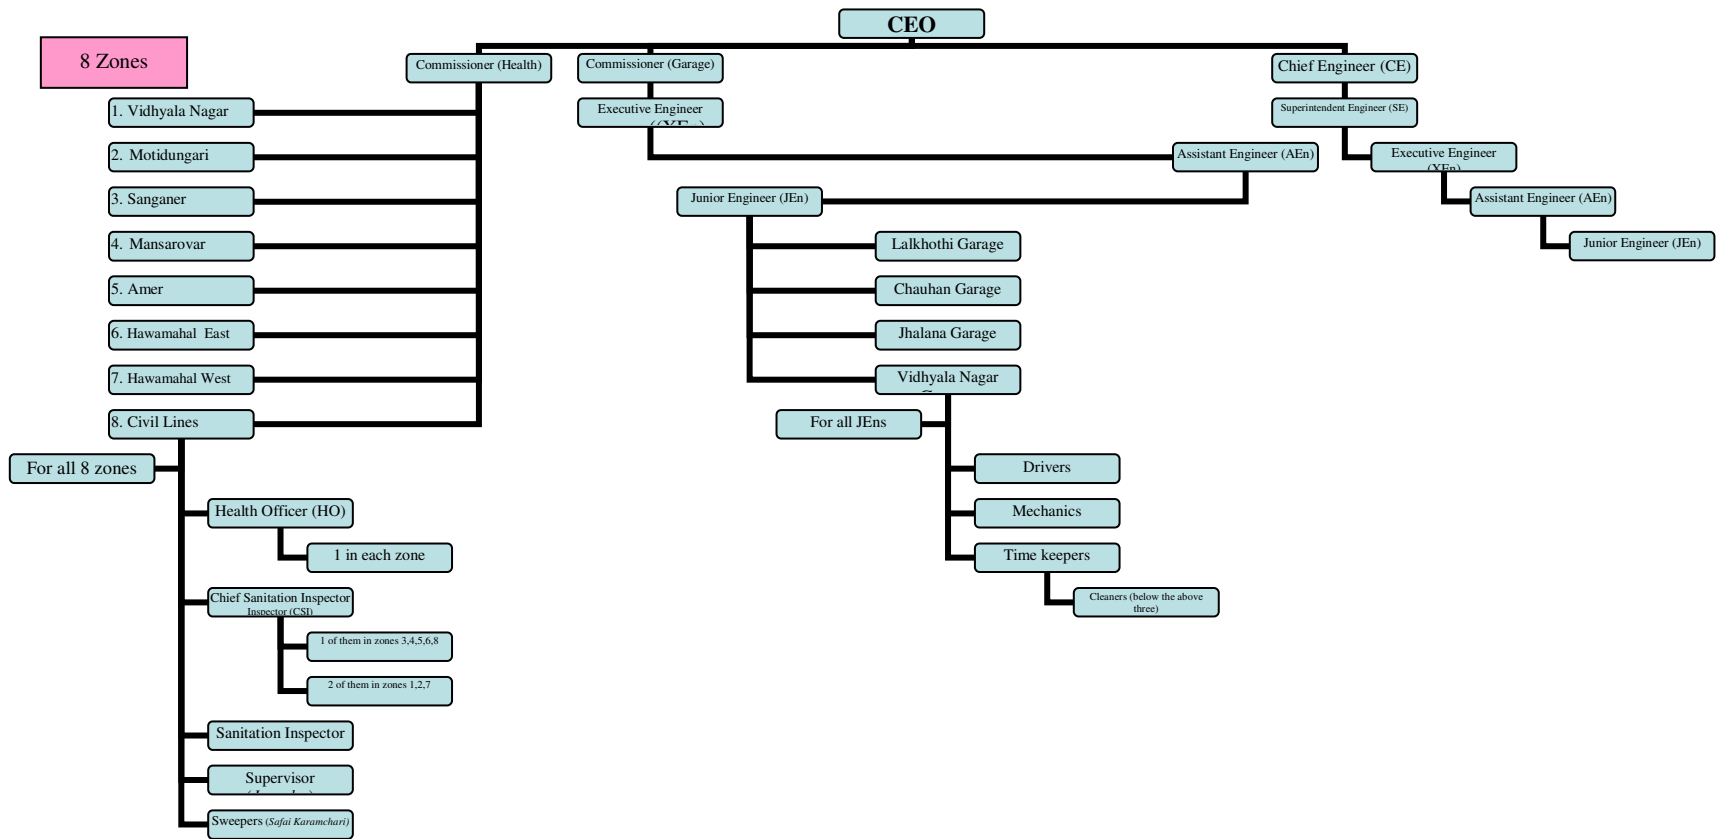 CEO
8 Zones
Commissioner (Health)
Commissioner (Garage)
Chief Engineer (CE)
1. Vidhyala Nagar
Executive Engineer
Superintendent Engineer (SE)
2. Motidungari
Assistant Engineer (AEn)
Executive Engineer
(XEn)
3. Sanganer
Junior Engineer (JEn)
Assistant Engineer (AEn)
4. Mansarovar
Lalkhothi Garage
Junior Engineer (JEn)
5. Amer
Chauhan Garage
6. Hawamahal East
Jhalana Garage
7. Hawamahal West
Vidhyala Nagar
8. Civil Lines
For all JEns
For all 8 zones
Drivers
Health Officer (HO)
Mechanics
1 in each zone
Time keepers
Chief Sanitation Inspector
Inspector (CSI)
Cleaners (below the above
three)
1 of them in zones 3,4,5,6,8
2 of them in zones 1,2,7
Sanitation Inspector
Supervisor
Sweepers (Safai Karamchari)